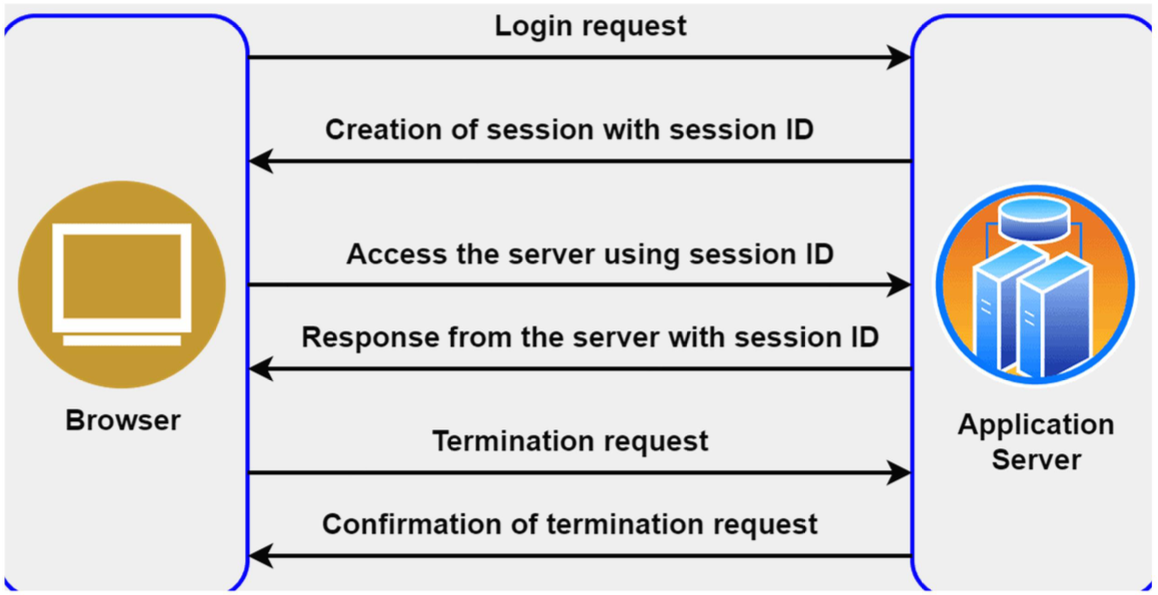 Login request
Creation of session with session ID
Access the server using session ID
Response from the server with session ID
Browser
Termination request
Application
Server
Confirmation of termination request